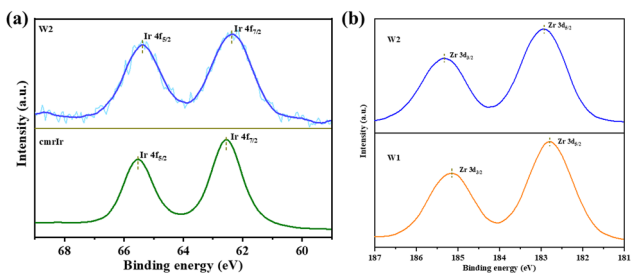 (a)
W2
Ir 4f5/2
Ir 4f7/2
cmrIr
Ir 4f5/2
Ir 4f7/2
Intensity (a.u.)
68 66 64 62 60
Binding energy (eV)
(b)
W2
Zr 3d3/2
Zr 3d5/2
W1
Zr 3d3/2
Zr 3d5/2
Intensity (a.u.)
187 186 185 184 183 182 181
Binding energy (eV)